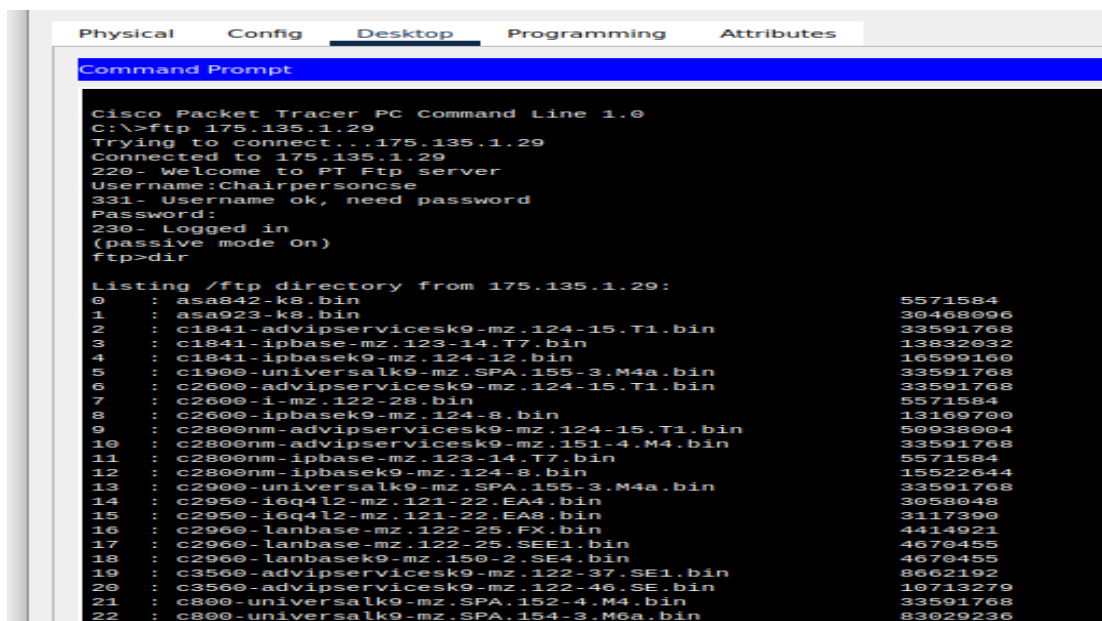 Physical Config Desktop Programming Attributes
Command Prompt
Cisco Packet Tracer PC Command Line 1.0
C:\>ftp 175.135.1.29
Trying to connect...175.135.1.29
Connected to 175.135.1.29
220- Welcome to PT Ftp server
Username:Chairpersoncse
331- Username ok, need password
Password:
230- Logged in
(passive mode On)
ftp>dir
Listing /ftp directory from 175.135.1.29:
0 : asa842-k8.bin 5571584
1 : asa923-k8.bin 30468096
2 : c1841-advipservicesk9-mz.124-15.T1.bin 33591768
3 : c1841-ipbase-mz.123-14.T7.bin 13832032
4 : c1841-ipbasek9-mz.124-12.bin 16599160
5 : c1900-universalk9-mz.SPA.155-3.M4a.bin 33591768
6 : c2600-advipservicesk9-mz.124-15.T1.bin 33591768
7 : c2600-i-mz.122-28.bin 5571584
8 : c2600-ipbasek9-mz.124-8.bin 13169700
9 : c2800nm-advipservicesk9-mz.124-15.T1.bin 50938004
10 : c2800nm-advipservicesk9-mz.151-4.M4.bin 33591768
11 : c2800nm-ipbase-mz.123-14.T7.bin 5571584
12 : c2800nm-ipbasek9-mz.124-8.bin 15522644
13 : c2900-universalk9-mz.SPA.155-3.M4a.bin 33591768
14 : c2950-i6q4l2-mz.121-22.EA4.bin 3058048
15 : c2950-i6q4l2-mz.121-22.EA8.bin 3117390
16 : c2960-lanbase-mz.122-25.FX.bin 4414921
17 : c2960-lanbase-mz.122-25.SEE1.bin 4670455
18 : c2960-lanbasek9-mz.150-2.SE4.bin 4670455
19 : c3560-advipservicesk9-mz.122-37.SE1.bin 8662192
20 : c3560-advipservicesk9-mz.122-46.SE.bin 10713279
21 : c800-universalk9-mz.SPA.152-4.M4.bin 33591768
22 : c800-universalk9-mz.SPA.154-3.M6a.bin 83029236